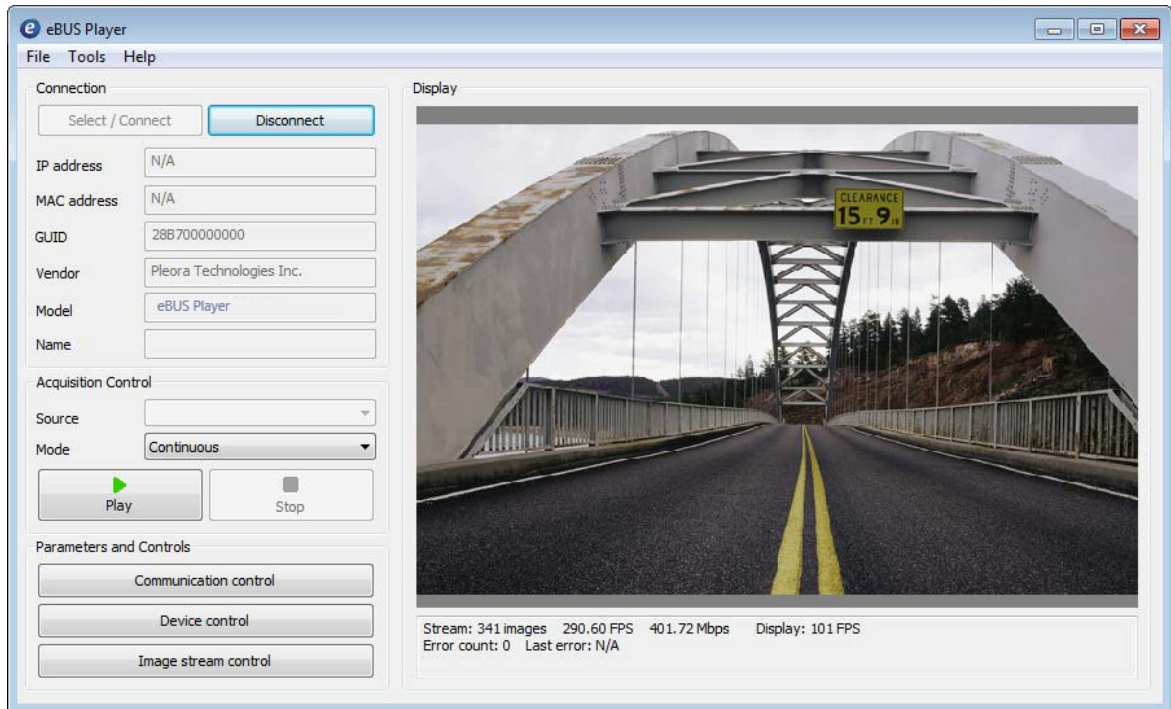 eBUS Player
File Tools Help
Connection
Select / Connect Disconnect
IP address N/A
MAC address N/A
GUID 28B700000000
Vendor Pleora Technologies Inc.
Model eBUS Player
Name
Acquisition Control
Source
Mode Continuous
Play Stop
Parameters and Controls
Communication control
Device control
Image stream control
Display
CLEARANCE
15 FT 9 IN
Stream: 341 images 290.60 FPS 401.72 Mbps Display: 101 FPS
Error count: 0 Last error: N/A